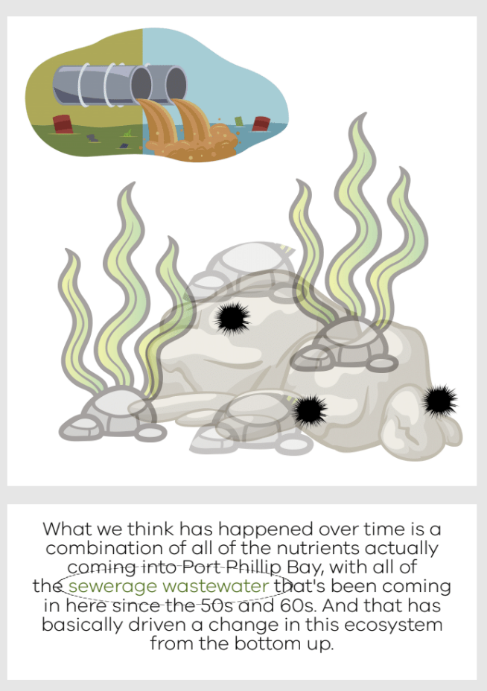 What we think has happened over time is a
combination of all of the nutrients actually
coming into Port Phillip Bay, with all of
the sewerage wastewater that's been coming
in here since the 50s and 60s. And that has
basically driven a change in this ecosystem
from the bottom up.